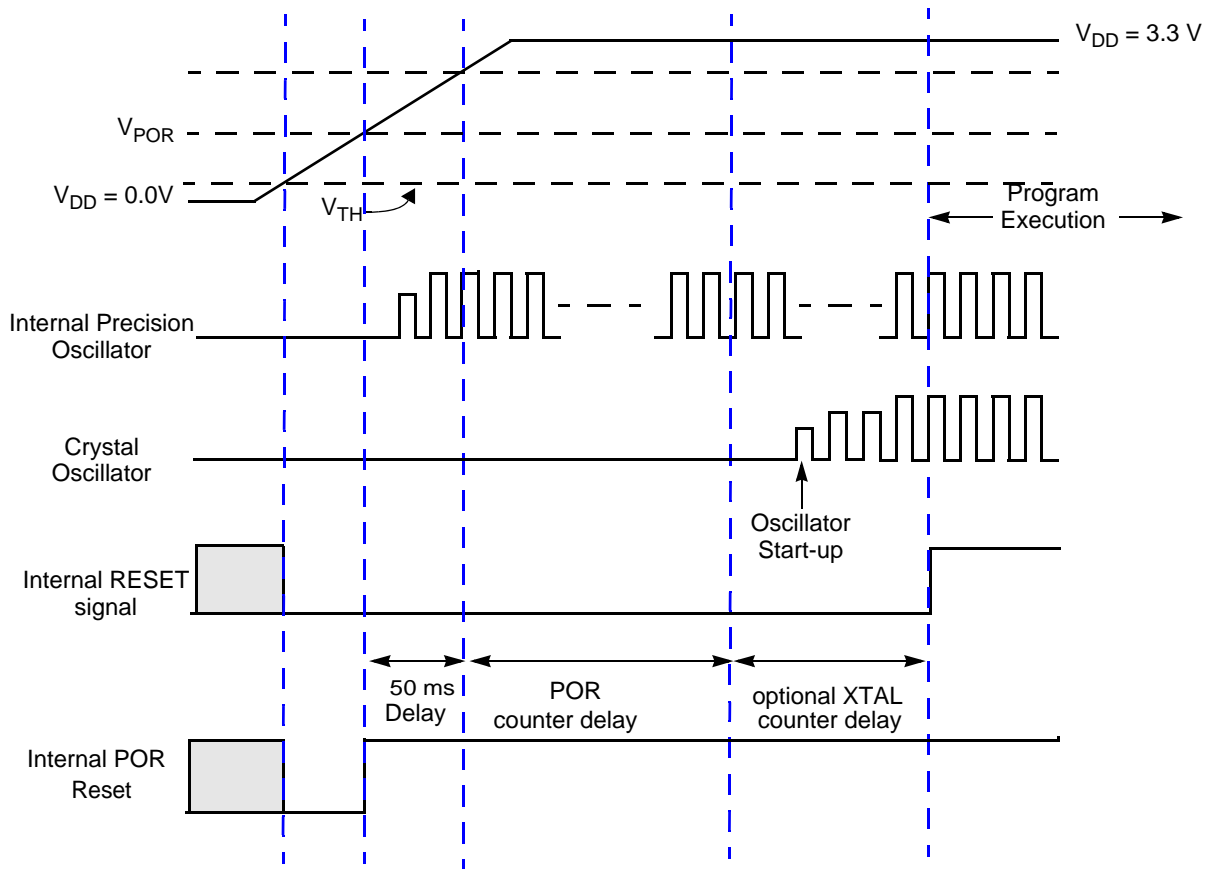 V_DD = 3.3 V
V_POR
V_DD = 0.0V
V_TH
Program
Execution
Internal Precision
Oscillator
Crystal
Oscillator
Oscillator
Start-up
Internal RESET
signal
50 ms
Delay
POR
counter delay
optional XTAL
counter delay
Internal POR
Reset